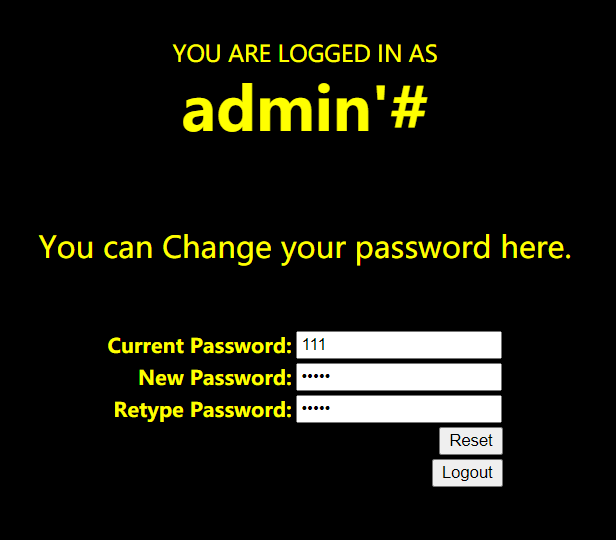 YOU ARE LOGGED IN AS
admin'#
You can Change your password here.
Current Password: 111
New Password: •••••
Retype Password: •••••
Reset
Logout